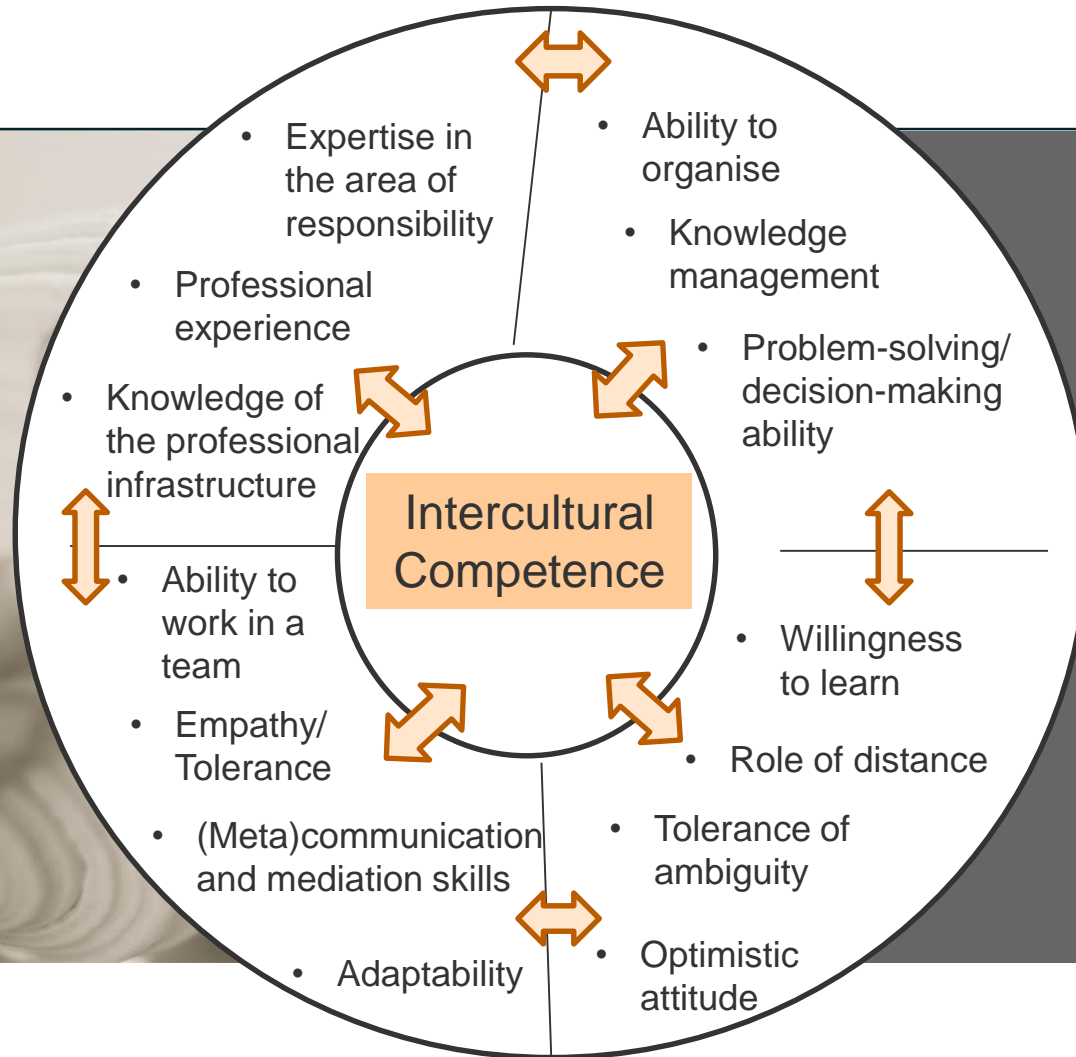 • Expertise in
the area of
responsibility
• Professional
experience
• Knowledge of
the professional
infrastructure
• Ability to
organise
• Knowledge
management
• Problem-solving/
decision-making
ability
Intercultural
Competence
• Ability to
work in a
team
• Empathy/
Tolerance
• (Meta)communication
and mediation skills
• Adaptability
• Willingness
to learn
• Role of distance
• Tolerance of
ambiguity
• Optimistic
attitude